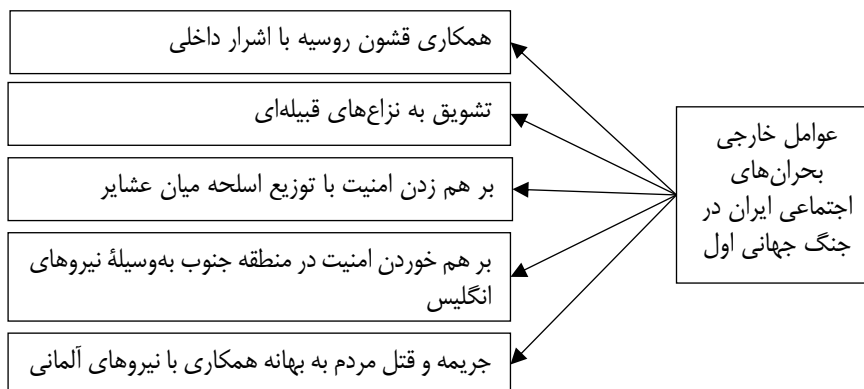 عوامل خارجی
بحران‌های
اجتماعی ایران در
جنگ جهانی اول
همکاری قشون روسیه با اشرار داخلی
تشویق به نزاع‌های قبیله‌ای
بر هم زدن امنیت با توزیع اسلحه میان عشایر
بر هم خوردن امنیت در منطقه جنوب به‌وسیلهٔ نیروهای
انگلیس
جریمه و قتل مردم به بهانه همکاری با نیروهای آلمانی